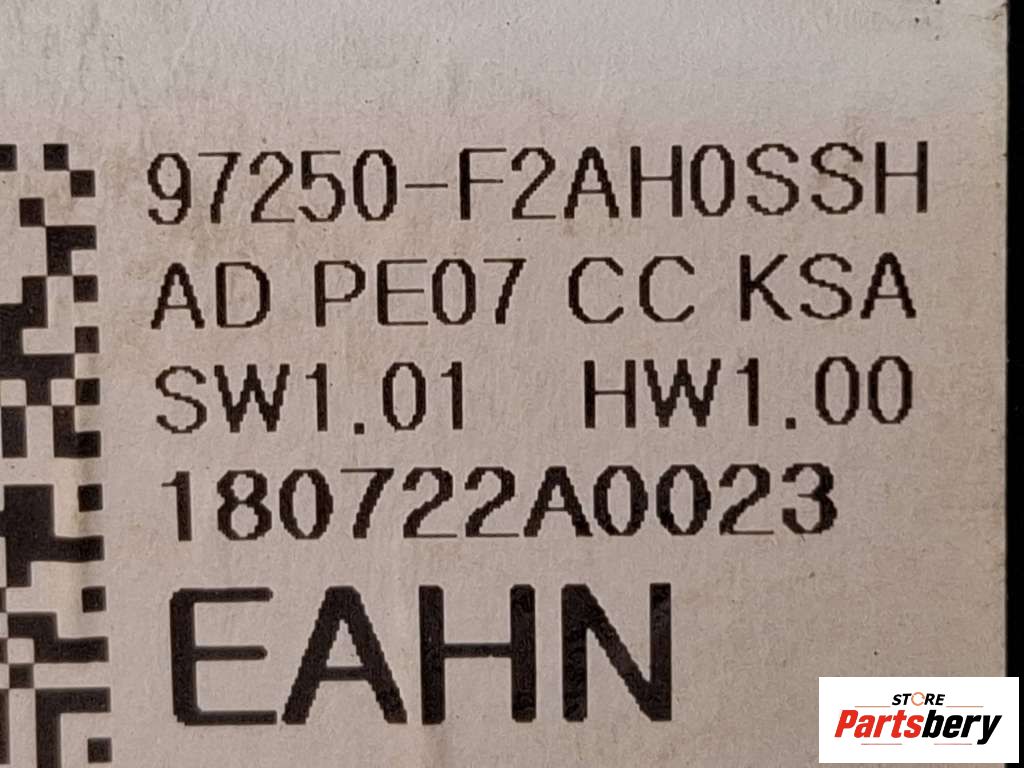 97250-F2AH0SSH
AD PE07 CC KSA
SW1.01 HW1.00
180722A0023
EAHN
STORE
Partsbery